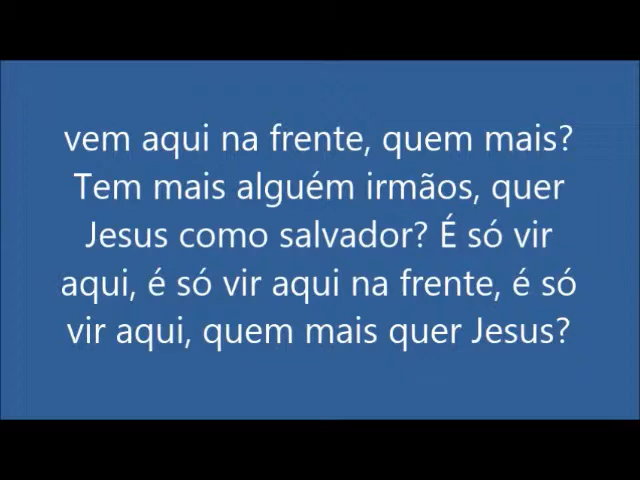 vem aqui na frente, quem mais?
Tem mais alguém irmãos, quer
Jesus como salvador? É só vir
aqui, é só vir aqui na frente, é só
vir aqui, quem mais quer Jesus?